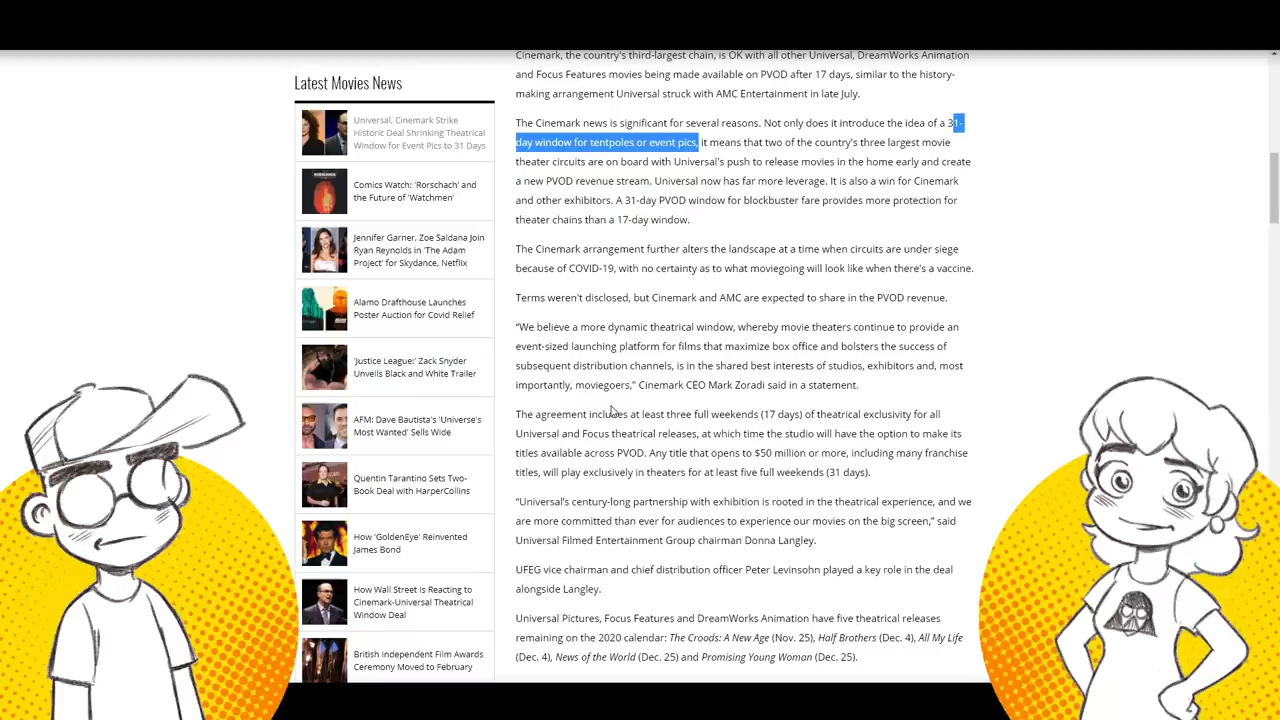 Latest Movies News
Universal, Cinemark Strike
Historic Deal Shrinking Theatrical
Window for Event Pics to 31 Days
Comics Watch: 'Rorschach' and
the Future of 'Watchmen'
Jennifer Garner, Zoe Saldana Join
Ryan Reynolds in 'The Adam
Project' for Skydance, Netflix
Alamo Drafthouse Launches
Poster Auction for Covid Relief
'Justice League:' Zack Snyder
Unveils Black and White Trailer
AFM: Dave Bautista's 'Universe's
Most Wanted' Sells Wide
Quentin Tarantino Sets Two-
Book Deal with HarperCollins
How 'GoldenEye' Reinvented
James Bond
How Wall Street Is Reacting to
Cinemark-Universal Theatrical
Window Deal
British Independent Film Awards
Ceremony Moved to February
Cinemark, the country's third-largest chain, is OK with all other Universal, DreamWorks Animation
and Focus Features movies being made available on PVOD after 17 days, similar to the history-
making arrangement Universal struck with AMC Entertainment in late July.
The Cinemark news is significant for several reasons. Not only does it introduce the idea of a 31-
day window for tentpoles or event pics, it means that two of the country's three largest movie
theater circuits are on board with Universal's push to release movies in the home early and create
a new PVOD revenue stream. Universal now has far more leverage. It is also a win for Cinemark
and other exhibitors. A 31-day PVOD window for blockbuster fare provides more protection for
theater chains than a 17-day window.
The Cinemark arrangement further alters the landscape at a time when circuits are under siege
because of COVID-19, with no certainty as to what moviegoing will look like when there's a vaccine.
Terms weren't disclosed, but Cinemark and AMC are expected to share in the PVOD revenue.
“We believe a more dynamic theatrical window, whereby movie theaters continue to provide an
event-sized launching platform for films that maximize box office and bolsters the success of
subsequent distribution channels, is in the shared best interests of studios, exhibitors and, most
importantly, moviegoers,” Cinemark CEO Mark Zoradi said in a statement.
The agreement includes at least three full weekends (17 days) of theatrical exclusivity for all
Universal and Focus theatrical releases, at which time the studio will have the option to make its
titles available across PVOD. Any title that opens to $50 million or more, including many franchise
titles, will play exclusively in theaters for at least five full weekends (31 days).
“Universal's century-long partnership with exhibition is rooted in the theatrical experience, and we
are more committed than ever for audiences to experience our movies on the big screen,” said
Universal Filmed Entertainment Group chairman Donna Langley.
UFEG vice chairman and chief distribution officer Peter Levinsohn played a key role in the deal
alongside Langley.
Universal Pictures, Focus Features and DreamWorks Animation have five theatrical releases
remaining on the 2020 calendar: The Croods: A New Age (Nov. 25), Half Brothers (Dec. 4), All My Life
(Dec. 4), News of the World (Dec. 25) and Promising Young Woman (Dec. 25).